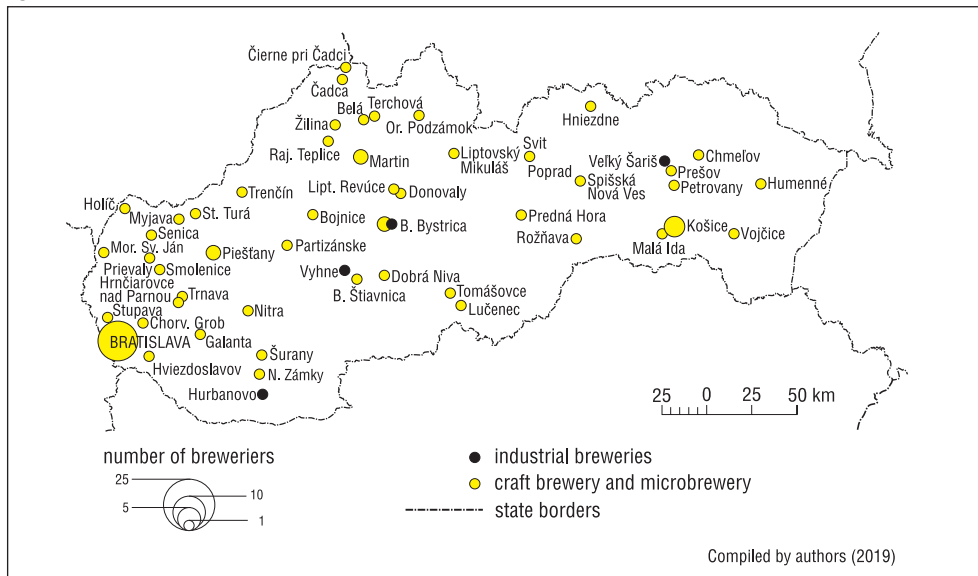 Čierne pri Čadci
Čadca
Belá
Terchová
Žilina
Or. Podzámok
Hniezdne
Raj. Teplice
Martin
Liptovský
Mikuláš
Svit
Poprad
Veľký Šariš
Chmeľov
Prešov
Petrovany
Spišská
Nová Ves
Humenné
Trenčín
Lipt. Revúce
Donovaly
Holíč
Myjava
St. Turá
Bojnice
B. Bystrica
Predná Hora
Košice
Senica
Rožňava
Malá Ida
Vojčice
Mor. Sv. Ján
Piešťany
Partizánske
Prievaly
Smolenice
Vyhne
Dobrá Niva
Hrnčiarovce
nad Parnou
Trnava
B. Štiavnica
Tomášovce
Lučenec
Stupava
Nitra
Chorv. Grob
BRATISLAVA
Galanta
Hviezdoslavov
Šurany
N. Zámky
Hurbanovo
25 0 25 50 km
number of breweriers
25
10
5
1
industrial breweries
craft brewery and microbrewery
state borders
Compiled by authors (2019)